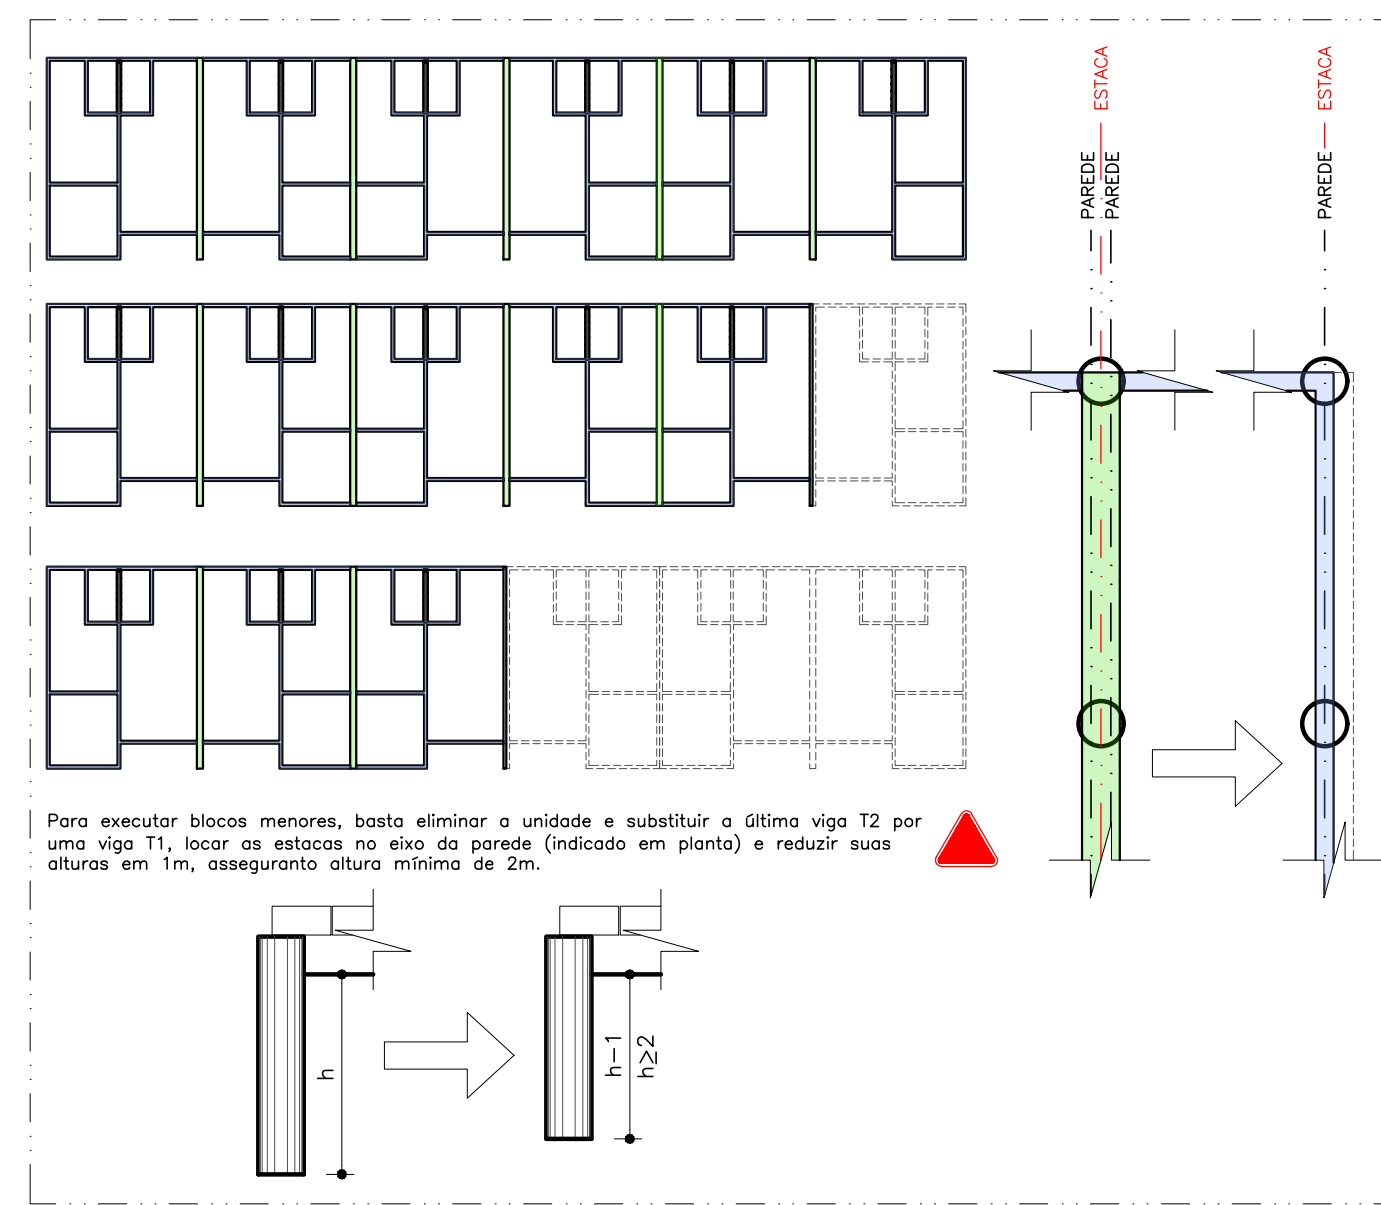 ESTACA
PAREDE
PAREDE
ESTACA
PAREDE
Para executar blocos menores, basta eliminar a unidade e substituir a última viga T2 por
uma viga T1, locar as estacas no eixo da parede (indicado em planta) e reduzir suas
alturas em 1m, asseguranto altura mínima de 2m.
h
h-1
h≥2